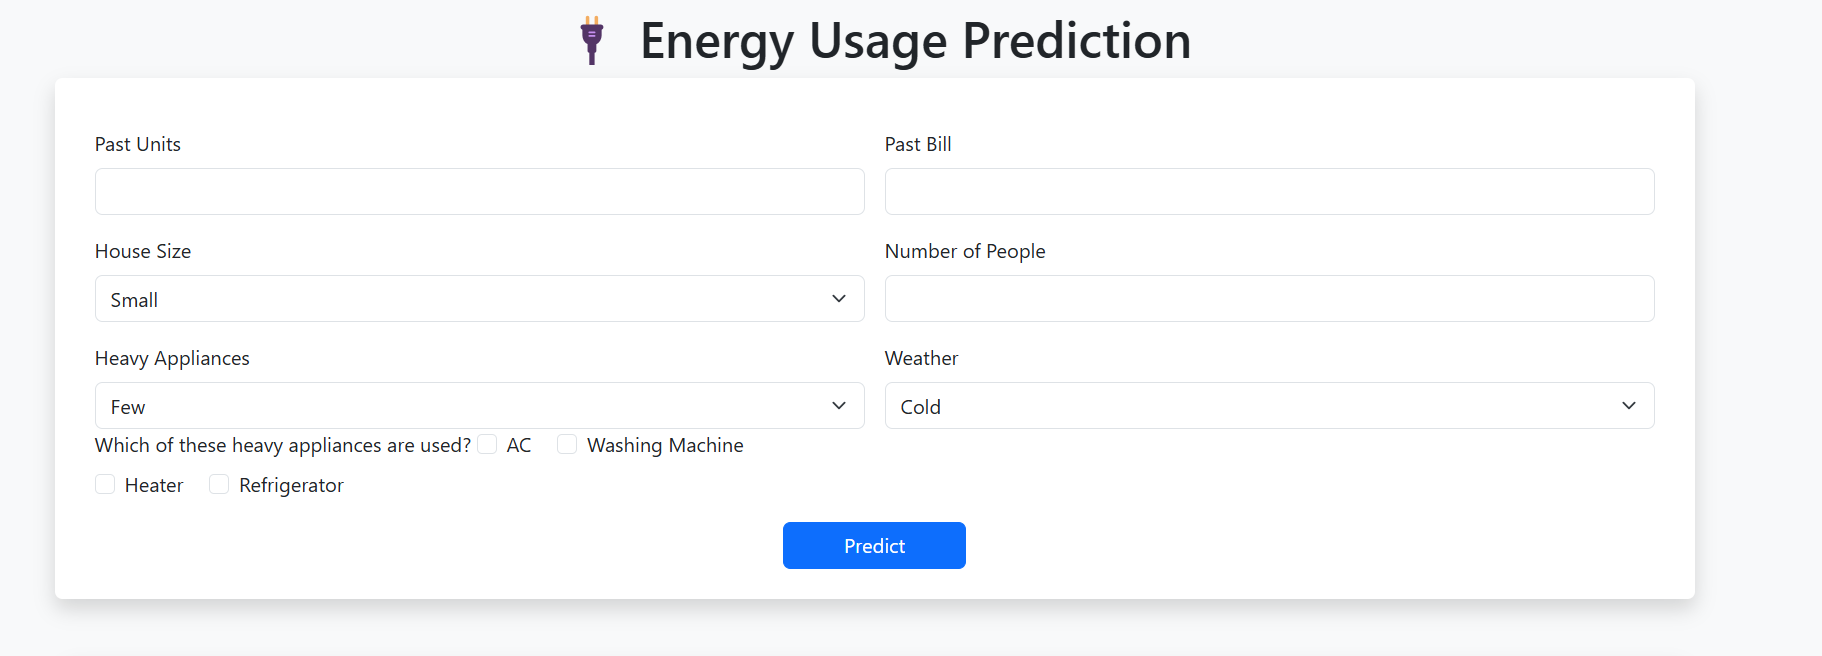 Energy Usage Prediction
Past Units
Past Bill
House Size
Number of People
Small
Heavy Appliances
Weather
Few
Cold
Which of these heavy appliances are used? AC Washing Machine
Heater Refrigerator
Predict